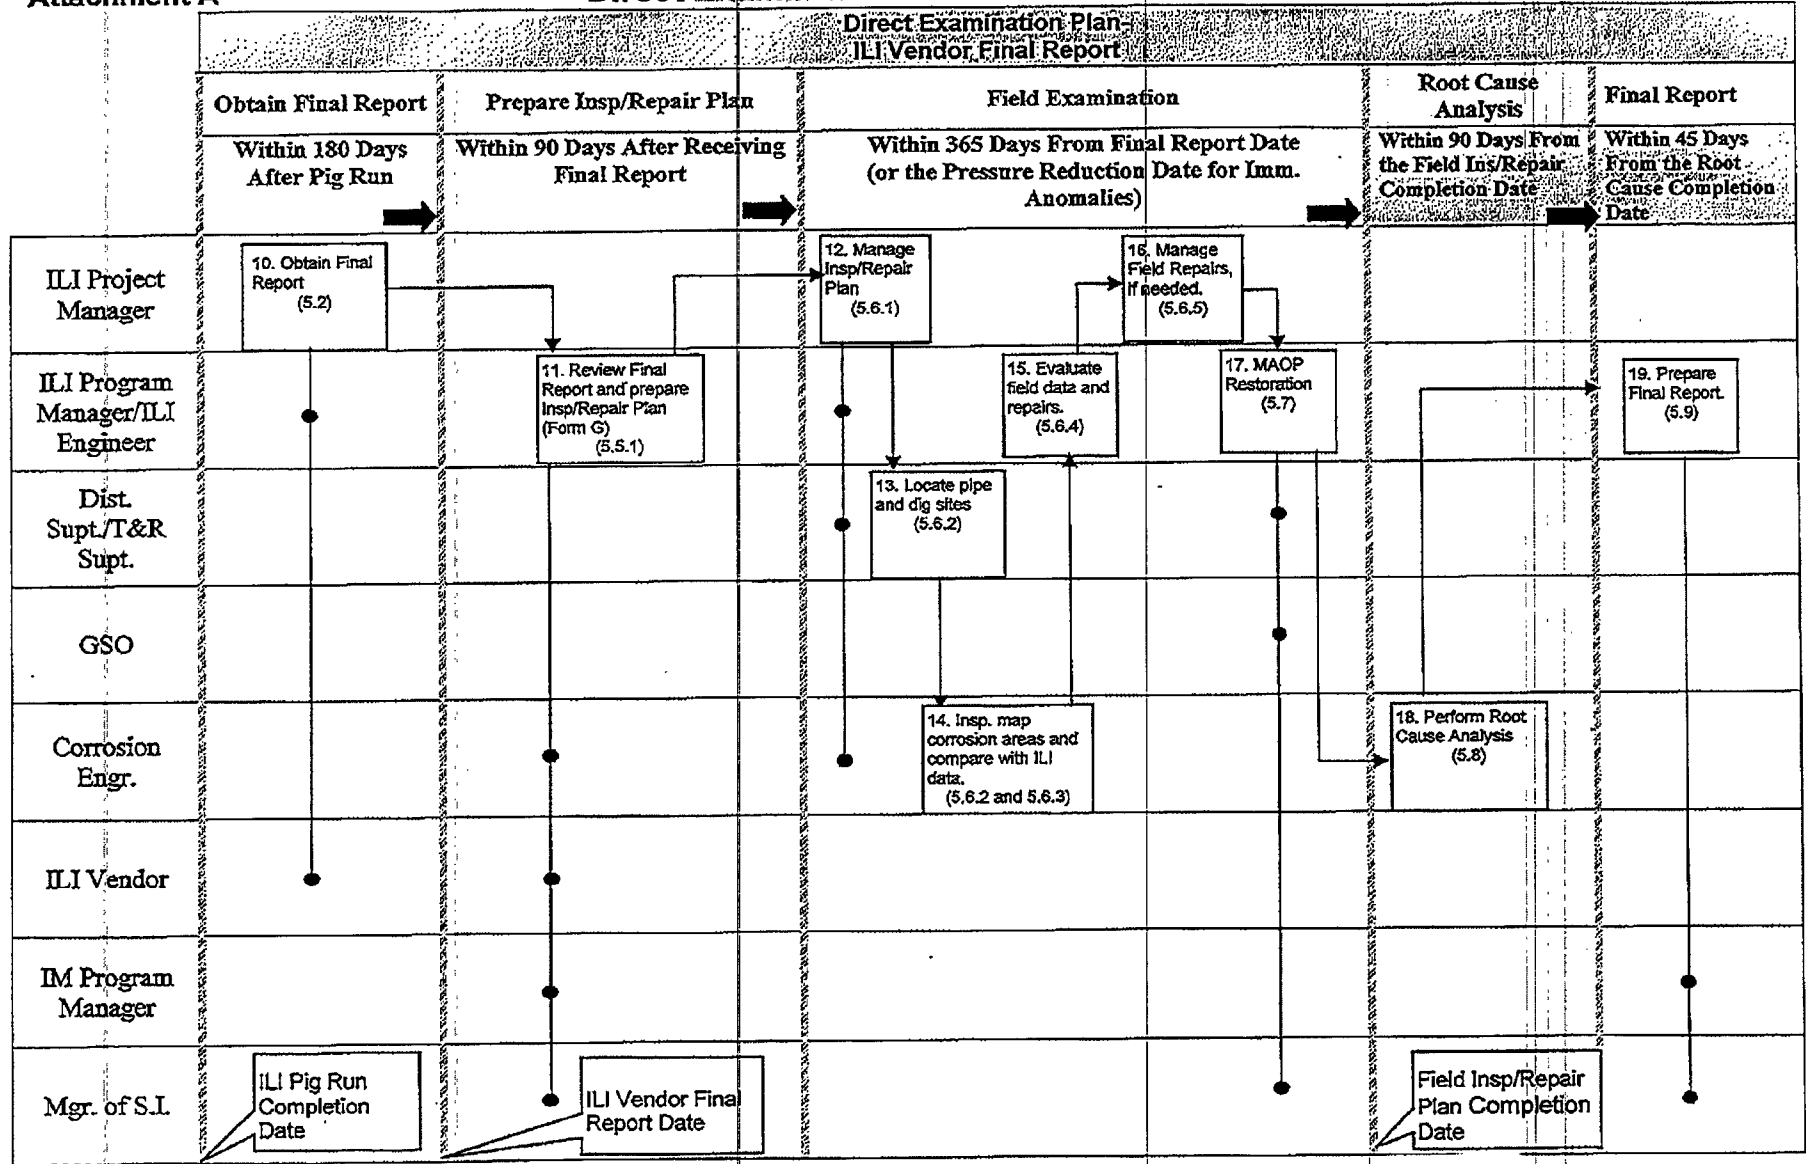 Attachment A
Direct Examination Plan-
ILI Vendor Final Report
Obtain Final Report
Prepare Insp/Repair Plan
Field Examination
Root Cause
Analysis
Final Report
Within 180 Days
After Pig Run
Within 90 Days After Receiving
Final Report
Within 365 Days From Final Report Date
(or the Pressure Reduction Date for Imm.
Anomalies)
Within 90 Days From
the Field Ins/Repair
Completion Date
Within 45 Days
From the Root
Cause Completion
Date
ILI Project
Manager
10. Obtain Final
Report
(5.2)
12. Manage
Insp/Repair
Plan
(5.6.1)
16. Manage
Field Repairs,
If needed.
(5.6.5)
ILI Program
Manager/ILI
Engineer
11. Review Final
Report and prepare
Insp/Repair Plan
(Form G)
(5.5.1)
15. Evaluate
field data and
repairs.
(5.6.4)
17. MAOP
Restoration
(5.7)
19. Prepare
Final Report.
(5.9)
Dist.
Supt./T&R
Supt.
13. Locate pipe
and dig sites
(5.6.2)
GSO
Corrosion
Engr.
14. Insp. map
corrosion areas and
compare with ILI
data.
(5.6.2 and 5.6.3)
18. Perform Root
Cause Analysis
(5.8)
ILI Vendor
IM Program
Manager
Mgr. of S.I.
ILI Pig Run
Completion
Date
ILI Vendor Final
Report Date
Field Insp/Repair
Plan Completion
Date